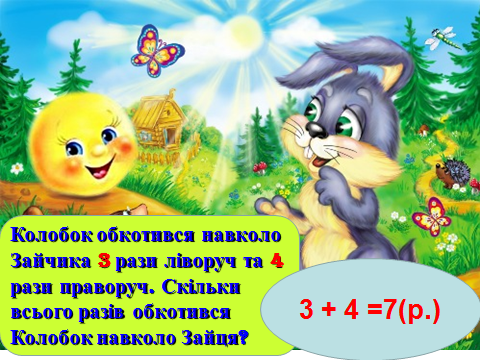 Колобок обкотився навколо
Зайчика 3 рази ліворуч та 4
рази праворуч. Скільки
всього разів обкотився
Колобок навколо Зайця?
3 + 4 =7(р.)